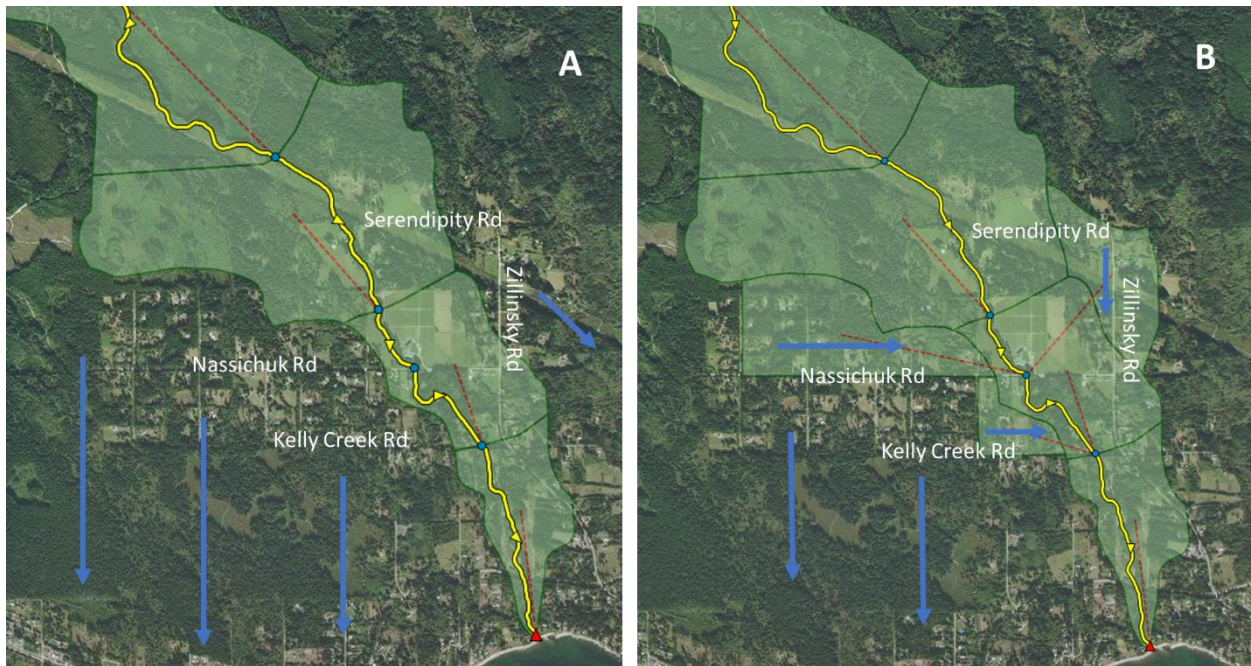 A
Serendipity Rd
Zillinsky Rd
Nassichuk Rd
Kelly Creek Rd
B
Serendipity Rd
Zillinsky Rd
Nassichuk Rd
Kelly Creek Rd